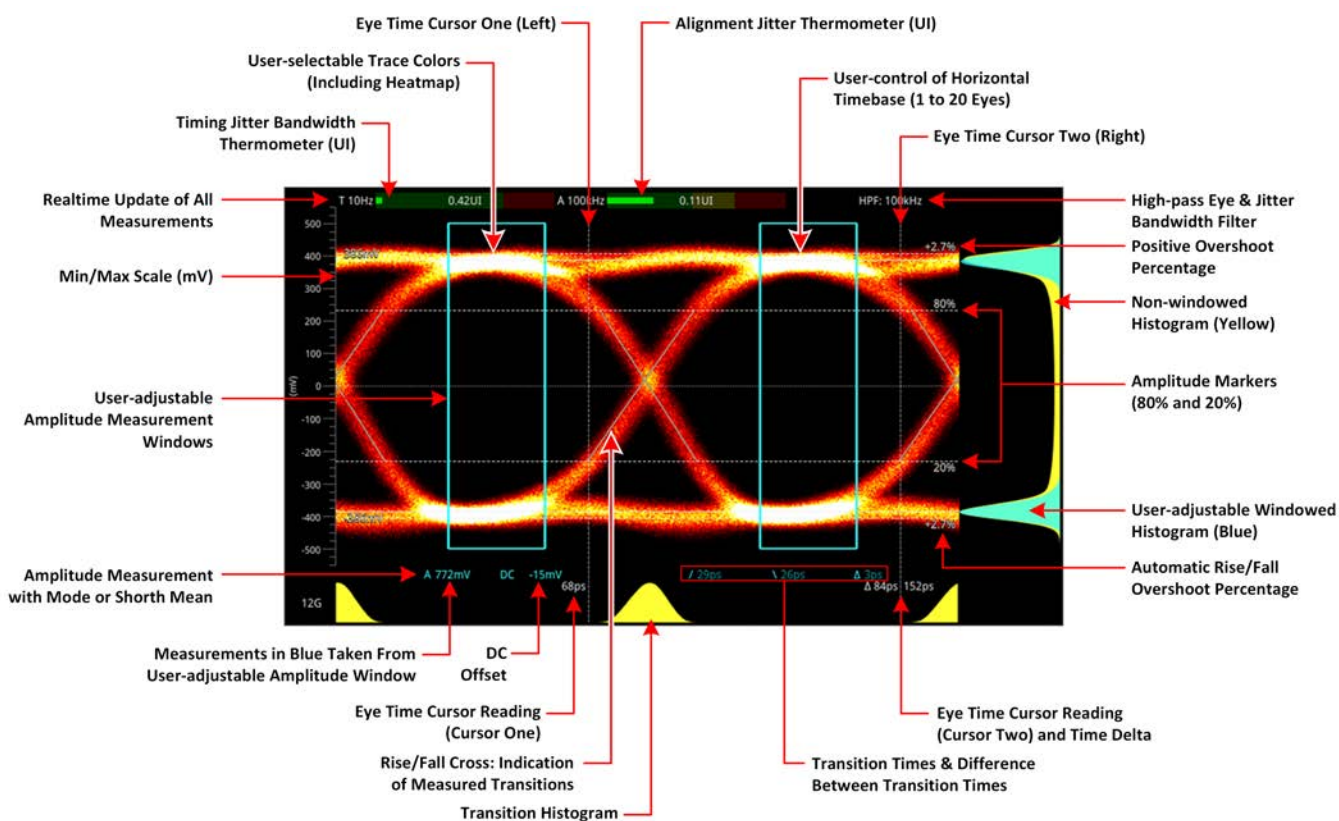 Eye Time Cursor One (Left)
Alignment Jitter Thermometer (UI)
User-selectable Trace Colors
(Including Heatmap)
User-control of Horizontal
Timebase (1 to 20 Eyes)
Timing Jitter Bandwidth
Thermometer (UI)
Eye Time Cursor Two (Right)
Realtime Update of All
Measurements
T 10Hz
0.42UI
A 100kHz
0.11UI
HPF: 100kHz
High-pass Eye & Jitter
Bandwidth Filter
500
+2.7%
Positive Overshoot
Percentage
400
Min/Max Scale (mV)
300
80%
Non-windowed
Histogram (Yellow)
200
100
(mV)
0
User-adjustable
Amplitude Measurement
Windows
Amplitude Markers
(80% and 20%)
-100
-200
20%
-300
-400
+2.7%
User-adjustable Windowed
Histogram (Blue)
-500
Automatic Rise/Fall
Overshoot Percentage
Amplitude Measurement
with Mode or Shorth Mean
A 772mV
DC -15mV
/ 29ps
\ 26ps
Δ 3ps
68ps
Δ 84ps 152ps
12G
Measurements in Blue Taken From
User-adjustable Amplitude Window
DC
Offset
Eye Time Cursor Reading
(Cursor One)
Eye Time Cursor Reading
(Cursor Two) and Time Delta
Rise/Fall Cross: Indication
of Measured Transitions
Transition Times & Difference
Between Transition Times
Transition Histogram